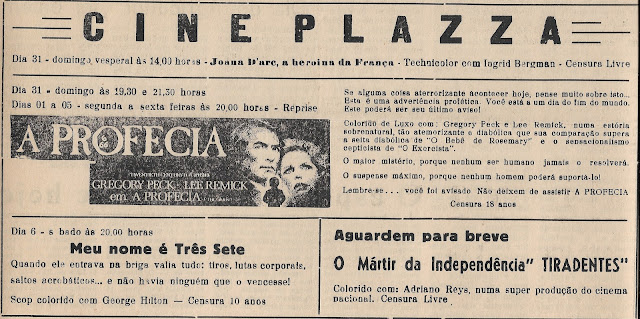 CINE PLAZZA
Dia 31 - domingo, vesperal às 14,00 horas - Joana D'arc, a heroina da França - Technicolor com Ingrid Bergman - Censura Livre
Dia 31 - domingo às 19,30 e 21,30 horas
Dias 01 a 05 - segunda a sexta feiras às 20,00 horas - Reprise
A PROFECIA
GREGORY PECK LEE REMICK
em A PROFECIA
Se alguma coisa aterrorizante acontecer hoje, pense muito sobre isto...
Esta é uma advertência profética. Você está a um dia do fim do mundo.
Este poderá ser seu último aviso!
Colorido de Luxo com: Gregory Peck e Lee Remick, numa estória
sobrenatural, tão atemorizante e diabólica que sua comparação supera
a seita diabólica de "O Bebê de Rosemary" e o sensacionalismo
cepticista de "O Exorcista".
O maior mistério, porque nenhum ser humano jamais o resolverá.
O suspense máximo, porque nenhum homem poderá suportá-lo!
Lembre-se... você foi avisado Não deixem de assistir A PROFECIA
Censura 18 anos
Dia 6 - s bado às 20,00 horas
Meu nome é Três Sete
Quando ele entrava na briga valia tudo: tiros, lutas corporais,
saltos acrobáticos... e não havia ninguém que o vencesse!
Scop colorido com George Hilton — Censura 10 anos
Aguardem para breve
O Mártir da Independência" TIRADENTES"
Colorido com: Adriano Reys, numa super produção do cinema
nacional. Censura Livre